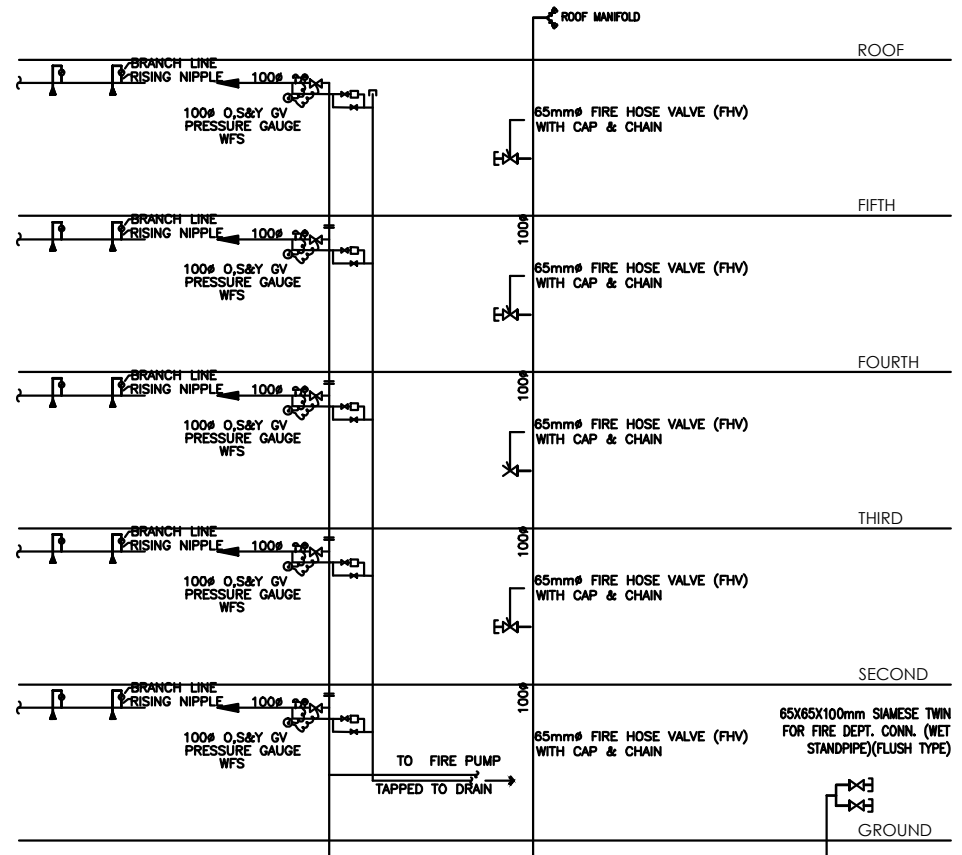 ROOF MANIFOLD
ROOF
BRANCH LINE
RISING NIPPLE
100ø
100ø O,S&Y GV
PRESSURE GAUGE
WFS
65mmø FIRE HOSE VALVE (FHV)
WITH CAP & CHAIN
FIFTH
BRANCH LINE
RISING NIPPLE
100ø
100ø
100ø O,S&Y GV
PRESSURE GAUGE
WFS
65mmø FIRE HOSE VALVE (FHV)
WITH CAP & CHAIN
FOURTH
BRANCH LINE
RISING NIPPLE
100ø
100ø
100ø O,S&Y GV
PRESSURE GAUGE
WFS
65mmø FIRE HOSE VALVE (FHV)
WITH CAP & CHAIN
THIRD
BRANCH LINE
RISING NIPPLE
100ø
100ø
100ø O,S&Y GV
PRESSURE GAUGE
WFS
65mmø FIRE HOSE VALVE (FHV)
WITH CAP & CHAIN
SECOND
BRANCH LINE
RISING NIPPLE
100ø
100ø
100ø O,S&Y GV
PRESSURE GAUGE
WFS
65mmø FIRE HOSE VALVE (FHV)
WITH CAP & CHAIN
65X65X100mm SIAMESE TWIN
FOR FIRE DEPT. CONN. (WET
STANDPIPE)(FLUSH TYPE)
TO FIRE PUMP
TAPPED TO DRAIN
GROUND